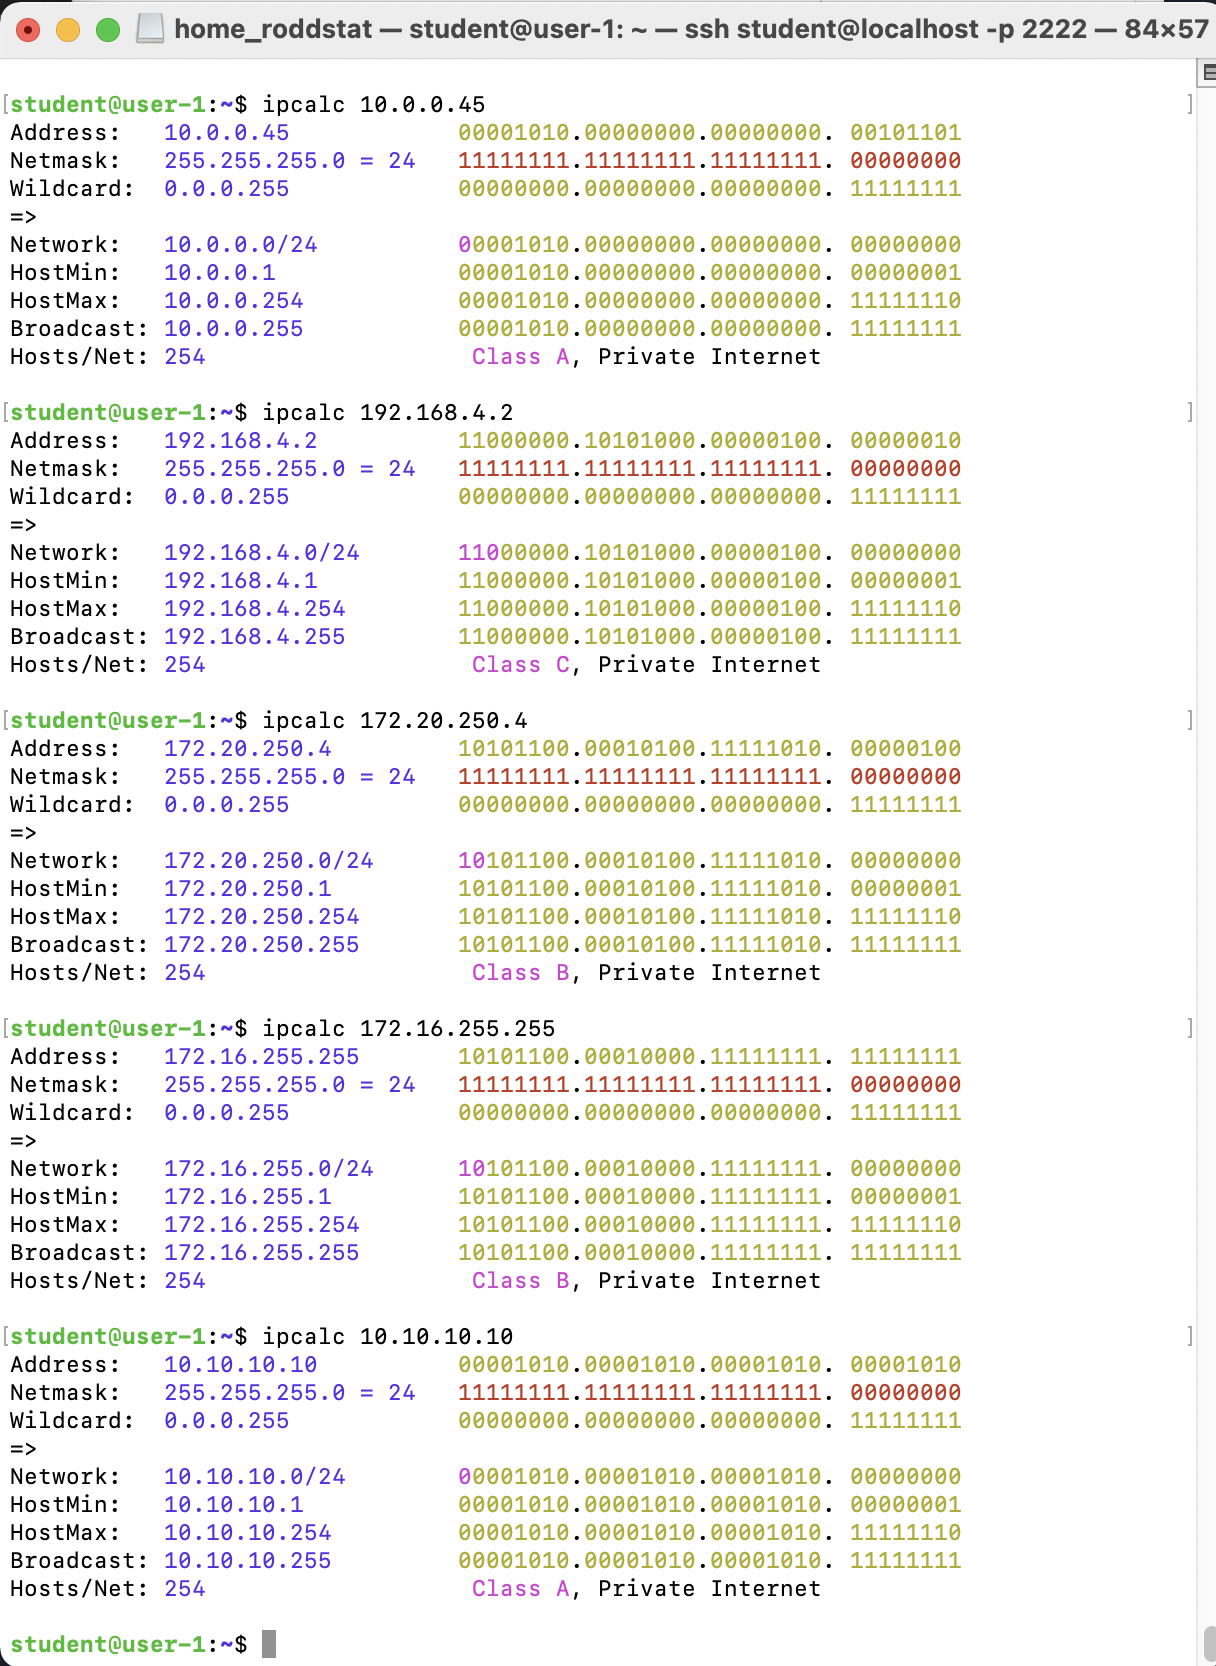 home_roddstat — student@user-1: ~ — ssh student@localhost -p 2222 — 84×57
[student@user-1:~$ ipcalc 10.0.0.45 ]
Address: 10.0.0.45 00001010.00000000.00000000. 00101101
Netmask: 255.255.255.0 = 24 11111111.11111111.11111111. 00000000
Wildcard: 0.0.0.255 00000000.00000000.00000000. 11111111
=>
Network: 10.0.0.0/24 00001010.00000000.00000000. 00000000
HostMin: 10.0.0.1 00001010.00000000.00000000. 00000001
HostMax: 10.0.0.254 00001010.00000000.00000000. 11111110
Broadcast: 10.0.0.255 00001010.00000000.00000000. 11111111
Hosts/Net: 254 Class A, Private Internet
[student@user-1:~$ ipcalc 192.168.4.2 ]
Address: 192.168.4.2 11000000.10101000.00000100. 00000010
Netmask: 255.255.255.0 = 24 11111111.11111111.11111111. 00000000
Wildcard: 0.0.0.255 00000000.00000000.00000000. 11111111
=>
Network: 192.168.4.0/24 11000000.10101000.00000100. 00000000
HostMin: 192.168.4.1 11000000.10101000.00000100. 00000001
HostMax: 192.168.4.254 11000000.10101000.00000100. 11111110
Broadcast: 192.168.4.255 11000000.10101000.00000100. 11111111
Hosts/Net: 254 Class C, Private Internet
[student@user-1:~$ ipcalc 172.20.250.4 ]
Address: 172.20.250.4 10101100.00010100.11111010. 00000100
Netmask: 255.255.255.0 = 24 11111111.11111111.11111111. 00000000
Wildcard: 0.0.0.255 00000000.00000000.00000000. 11111111
=>
Network: 172.20.250.0/24 10101100.00010100.11111010. 00000000
HostMin: 172.20.250.1 10101100.00010100.11111010. 00000001
HostMax: 172.20.250.254 10101100.00010100.11111010. 11111110
Broadcast: 172.20.250.255 10101100.00010100.11111010. 11111111
Hosts/Net: 254 Class B, Private Internet
[student@user-1:~$ ipcalc 172.16.255.255 ]
Address: 172.16.255.255 10101100.00010000.11111111. 11111111
Netmask: 255.255.255.0 = 24 11111111.11111111.11111111. 00000000
Wildcard: 0.0.0.255 00000000.00000000.00000000. 11111111
=>
Network: 172.16.255.0/24 10101100.00010000.11111111. 00000000
HostMin: 172.16.255.1 10101100.00010000.11111111. 00000001
HostMax: 172.16.255.254 10101100.00010000.11111111. 11111110
Broadcast: 172.16.255.255 10101100.00010000.11111111. 11111111
Hosts/Net: 254 Class B, Private Internet
[student@user-1:~$ ipcalc 10.10.10.10 ]
Address: 10.10.10.10 00001010.00001010.00001010. 00001010
Netmask: 255.255.255.0 = 24 11111111.11111111.11111111. 00000000
Wildcard: 0.0.0.255 00000000.00000000.00000000. 11111111
=>
Network: 10.10.10.0/24 00001010.00001010.00001010. 00000000
HostMin: 10.10.10.1 00001010.00001010.00001010. 00000001
HostMax: 10.10.10.254 00001010.00001010.00001010. 11111110
Broadcast: 10.10.10.255 00001010.00001010.00001010. 11111111
Hosts/Net: 254 Class A, Private Internet
student@user-1:~$